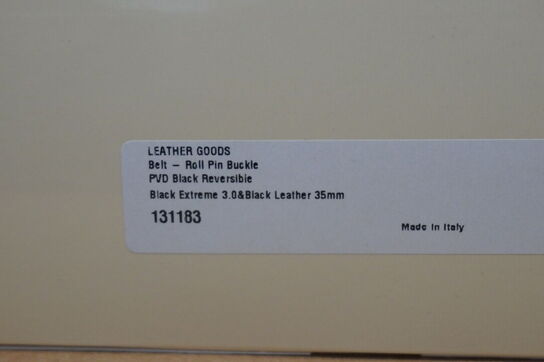 LEATHER GOODS
Belt – Roll Pin Buckle
PVD Black Reversible
Black Extreme 3.0&Black Leather 35mm
131183
Made in Italy